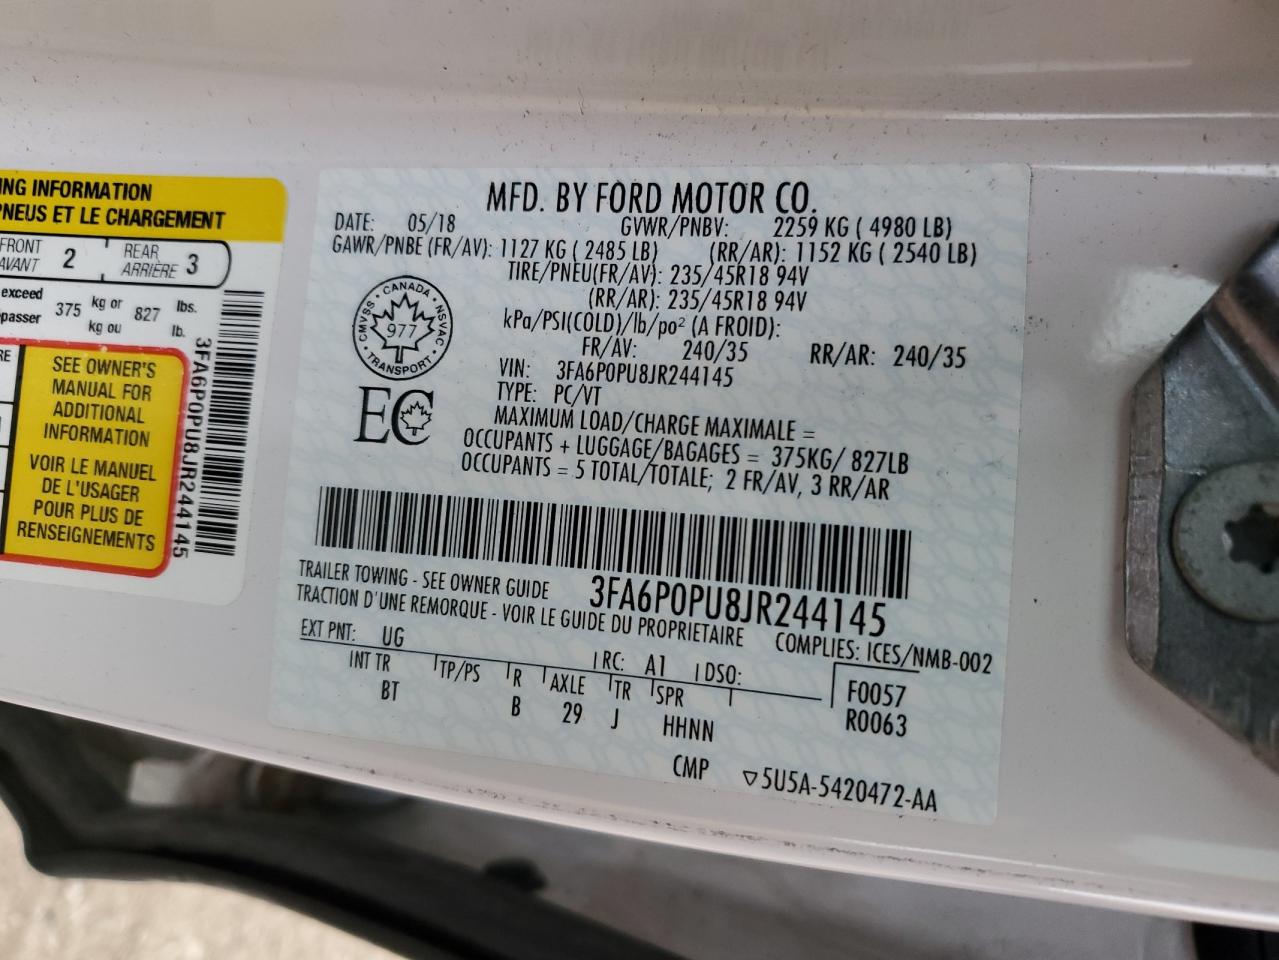 ING INFORMATION
PNEUS ET LE CHARGEMENT
FRONT
AVANT 2
REAR
ARRIÈRE 3
exceed
passer 375 kg or
kg ou 827 lbs.
lb.
RE
SEE OWNER'S
MANUAL FOR
ADDITIONAL
INFORMATION
VOIR LE MANUEL
DE L'USAGER
POUR PLUS DE
RENSEIGNEMENTS
3FA6P0PU8JR244145
MFD. BY FORD MOTOR CO.
DATE: 05/18 GVWR/PNBV: 2259 KG ( 4980 LB)
GAWR/PNBE (FR/AV): 1127 KG ( 2485 LB) (RR/AR): 1152 KG ( 2540 LB)
TIRE/PNEU(FR/AV): 235/45R18 94V
(RR/AR): 235/45R18 94V
kPa/PSI(COLD)/lb/po² (A FROID):
FR/AV: 240/35 RR/AR: 240/35
VIN: 3FA6P0PU8JR244145
TYPE: PC/VT
MAXIMUM LOAD/CHARGE MAXIMALE =
OCCUPANTS + LUGGAGE/BAGAGES = 375KG/ 827LB
OCCUPANTS = 5 TOTAL/TOTALE; 2 FR/AV, 3 RR/AR
CANADA
CMVSS NSVAC
977
TRANSPORT
EC
TRAILER TOWING - SEE OWNER GUIDE 3FA6P0PU8JR244145
TRACTION D'UNE REMORQUE - VOIR LE GUIDE DU PROPRIETAIRE COMPLIES: ICES/NMB-002
EXT PNT: UG RC: A1 DSO:
INT TR TP/PS R AXLE TR SPR F0057
BT B 29 J HHNN R0063
CMP ▽5U5A-5420472-AA